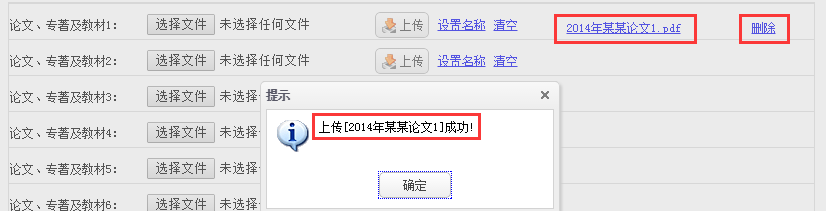 论文、专著及教材1: 选择文件 未选择任何文件 上传 设置名称 清空 2014年某某论文1.pdf 删除
论文、专著及教材2: 选择文件 未选择任何文件 上传 设置名称 清空
论文、专著及教材3: 选择文件 未选择
提示
论文、专著及教材4: 选择文件 未选择
上传[2014年某某论文1]成功!
论文、专著及教材5: 选择文件 未选择
确定
论文、专著及教材6: 选择文件 未选择